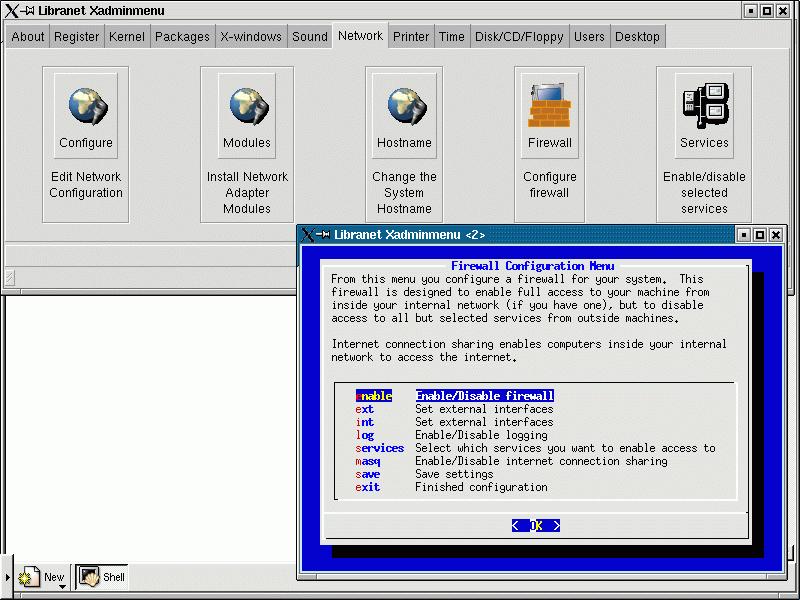 Libranet Xadminmenu
About Register Kernel Packages X-windows Sound Network Printer Time Disk/CD/Floppy Users Desktop
Configure
Edit Network
Configuration
Modules
Install Network
Adapter
Modules
Hostname
Change the
System
Hostname
Firewall
Configure
firewall
Services
Enable/disable
selected
services
Libranet Xadminmenu <2>
Firewall Configuration Menu
From this menu you configure a firewall for your system. This
firewall is designed to enable full access to your machine from
inside your internal network (if you have one), but to disable
access to all but selected services from outside machines.
Internet connection sharing enables computers inside your internal
network to access the internet.
enable Enable/Disable firewall
ext Set external interfaces
int Set external interfaces
log Enable/Disable logging
services Select which services you want to enable access to
masq Enable/Disable internet connection sharing
save Save settings
exit Finished configuration
< OK >
New Shell